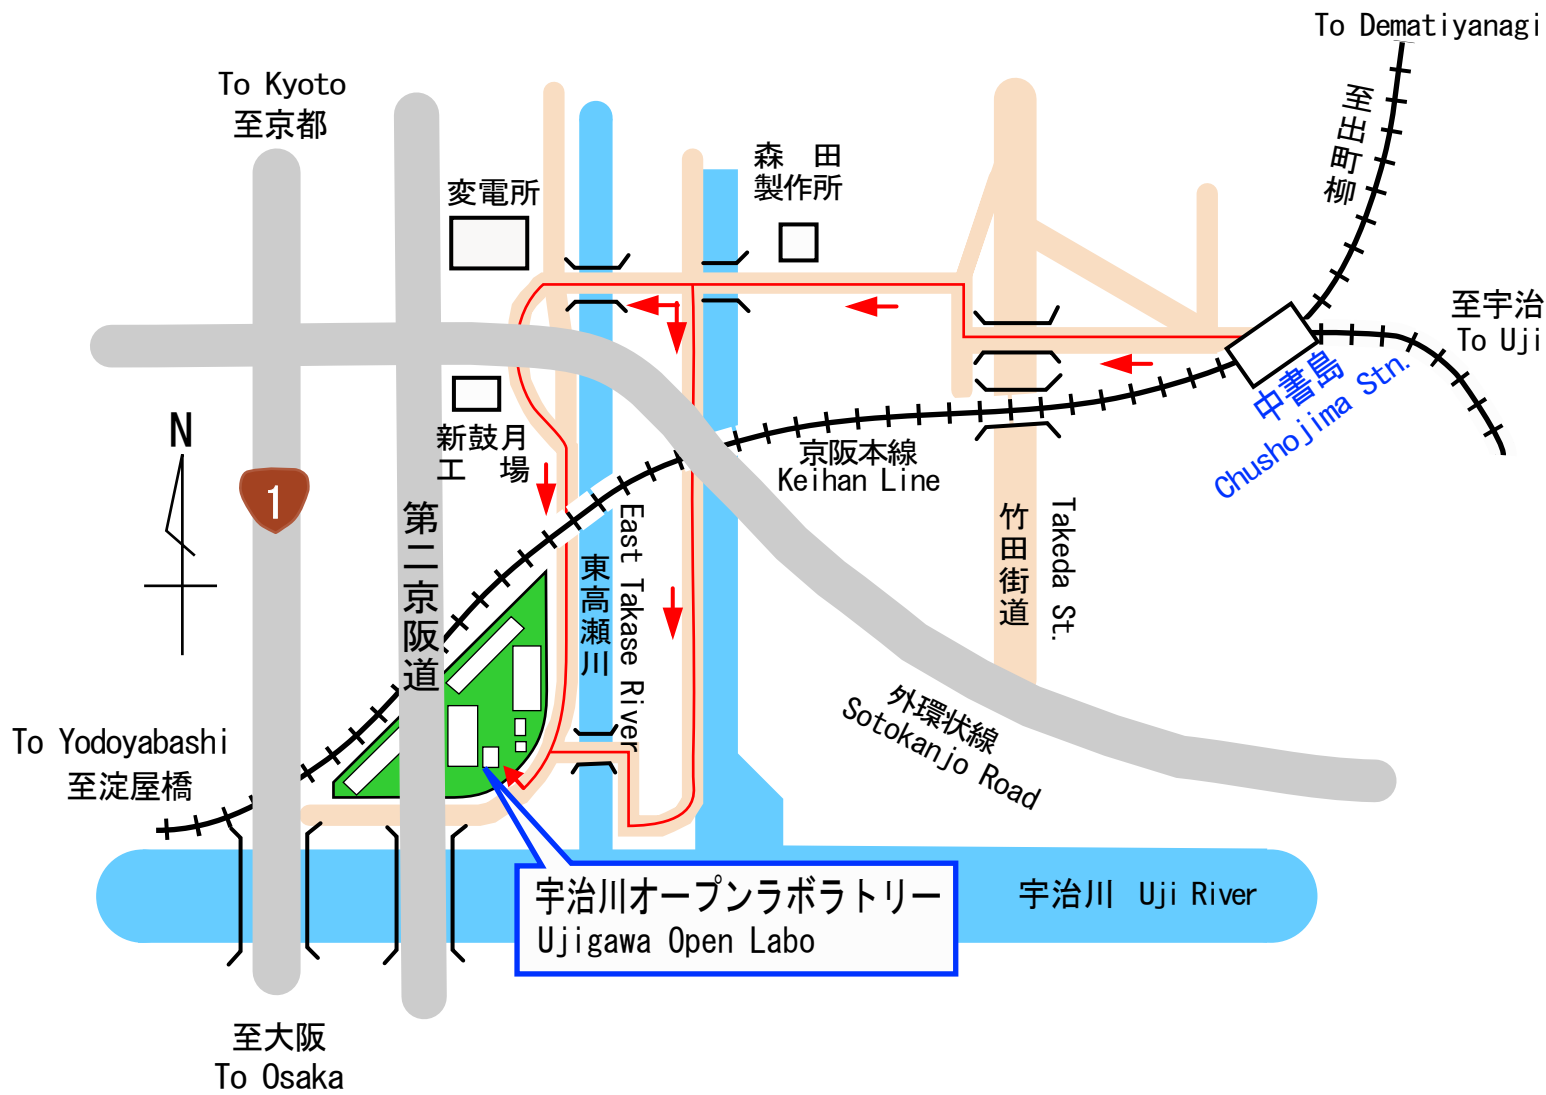 To Dematiyanagi
至出町柳
To Kyoto
至京都
森 田
製作所
変電所
至宇治
To Uji
中書島
Chushojima Stn.
N
新鼓月
工 場
京阪本線
Keihan Line
1
第二京阪道
East Takase River
東高瀬川
竹田街道
Takeda St.
外環状線
Sotokanjo Road
To Yodoyabashi
至淀屋橋
宇治川オープンラボラトリー
Ujigawa Open Labo
宇治川 Uji River
至大阪
To Osaka